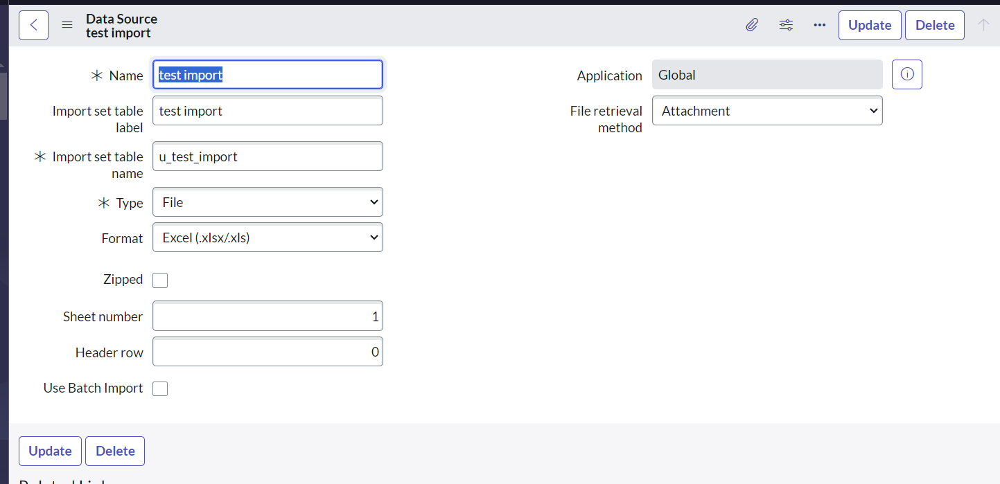 Data Source
test import
Update
Delete
Name
test import
Import set table
label
test import
Import set table
name
u_test_import
Type
File
Format
Excel (.xlsx/.xls)
Zipped
Sheet number
1
Header row
0
Use Batch Import
Application
Global
File retrieval
method
Attachment
Update
Delete